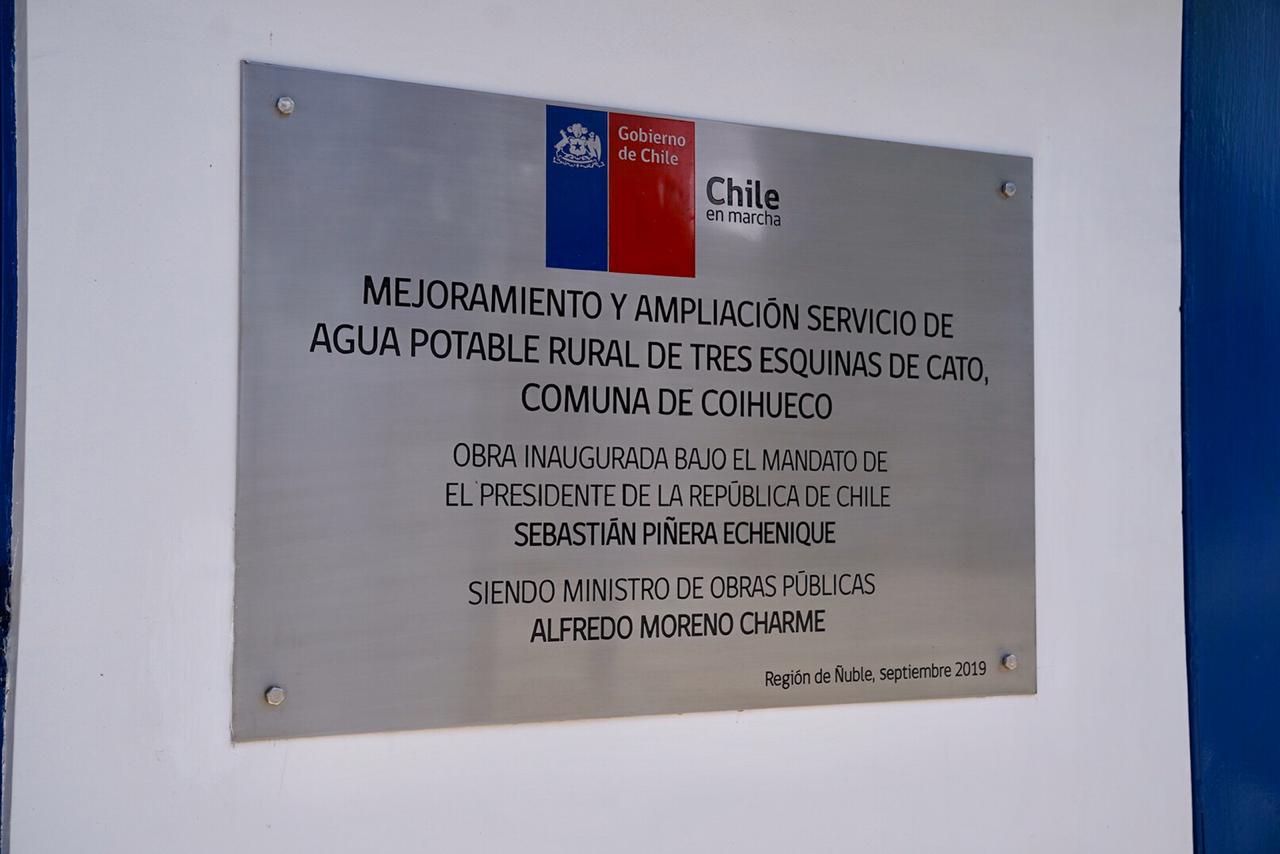 Gobierno
de Chile
Chile
en marcha
MEJORAMIENTO Y AMPLIACIÓN SERVICIO DE
AGUA POTABLE RURAL DE TRES ESQUINAS DE CATO,
COMUNA DE COIHUECO
OBRA INAUGURADA BAJO EL MANDATO DE
EL PRESIDENTE DE LA REPÚBLICA DE CHILE
SEBASTIÁN PIÑERA ECHENIQUE
SIENDO MINISTRO DE OBRAS PÚBLICAS
ALFREDO MORENO CHARME
Región de Ñuble, septiembre 2019